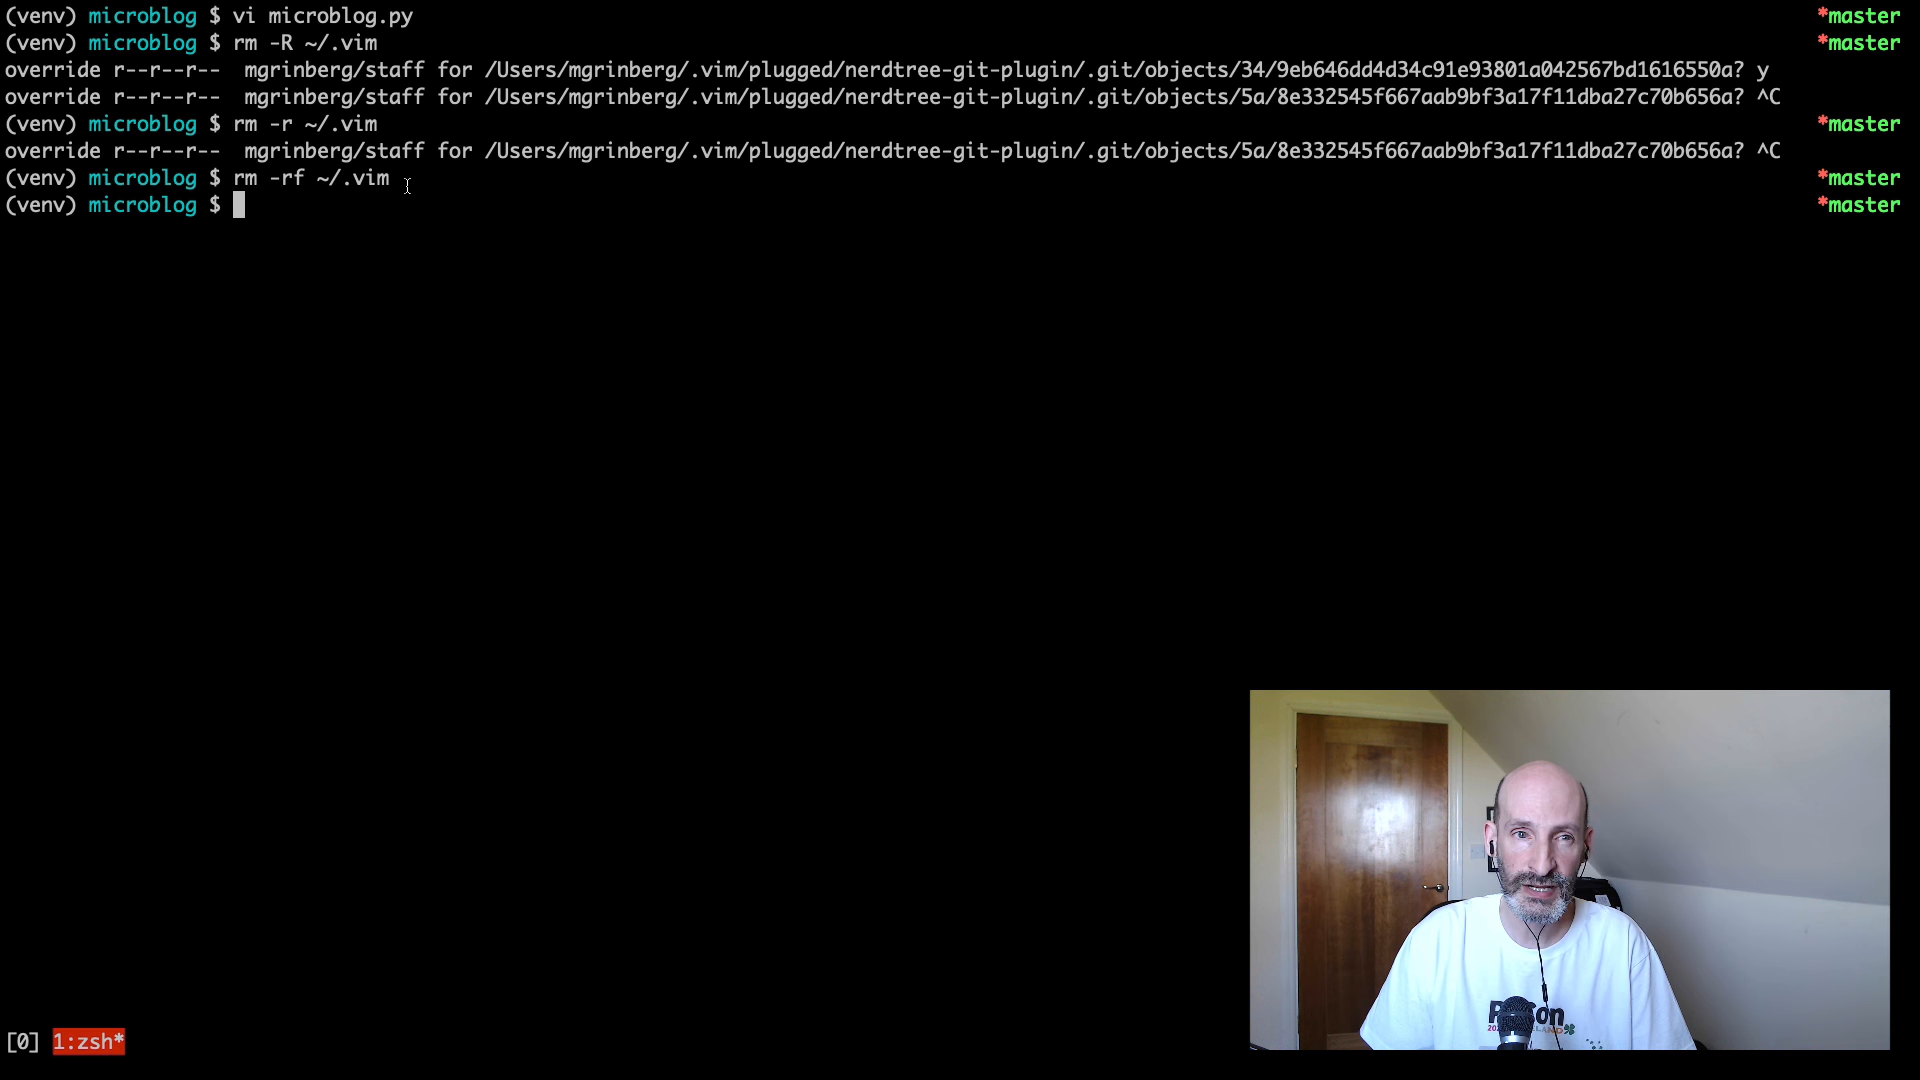 (venv) microblog $ vi microblog.py *master
(venv) microblog $ rm -R ~/.vim *master
override r--r--r--  mgrinberg/staff for /Users/mgrinberg/.vim/plugged/nerdtree-git-plugin/.git/objects/34/9eb646dd4d34c91e93801a042567bd1616550a? y
override r--r--r--  mgrinberg/staff for /Users/mgrinberg/.vim/plugged/nerdtree-git-plugin/.git/objects/5a/8e332545f667aab9bf3a17f11dba27c70b656a? ^C
(venv) microblog $ rm -r ~/.vim *master
override r--r--r--  mgrinberg/staff for /Users/mgrinberg/.vim/plugged/nerdtree-git-plugin/.git/objects/5a/8e332545f667aab9bf3a17f11dba27c70b656a? ^C
(venv) microblog $ rm -rf ~/.vim *master
(venv) microblog $ *master
[0] 1:zsh*